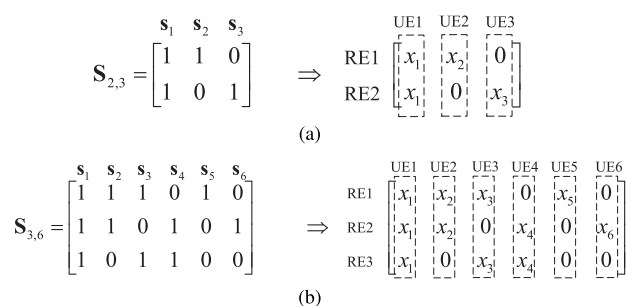 s₁ s₂ s₃ UE1 UE2 UE3
1 1 0 RE1 x₁ x₂ 0
S₂,₃ = ⇒
1 0 1 RE2 x₁ 0 x₃
(a)
s₁ s₂ s₃ s₄ s₅ s₆ UE1 UE2 UE3 UE4 UE5 UE6
1 1 1 0 1 0 RE1 x₁ x₂ x₃ 0 x₅ 0
S₃,₆ = 1 1 0 1 0 1 ⇒ RE2 x₁ x₂ 0 x₄ 0 x₆
1 0 1 1 0 0 RE3 x₁ 0 x₃ x₄ 0 0
(b)